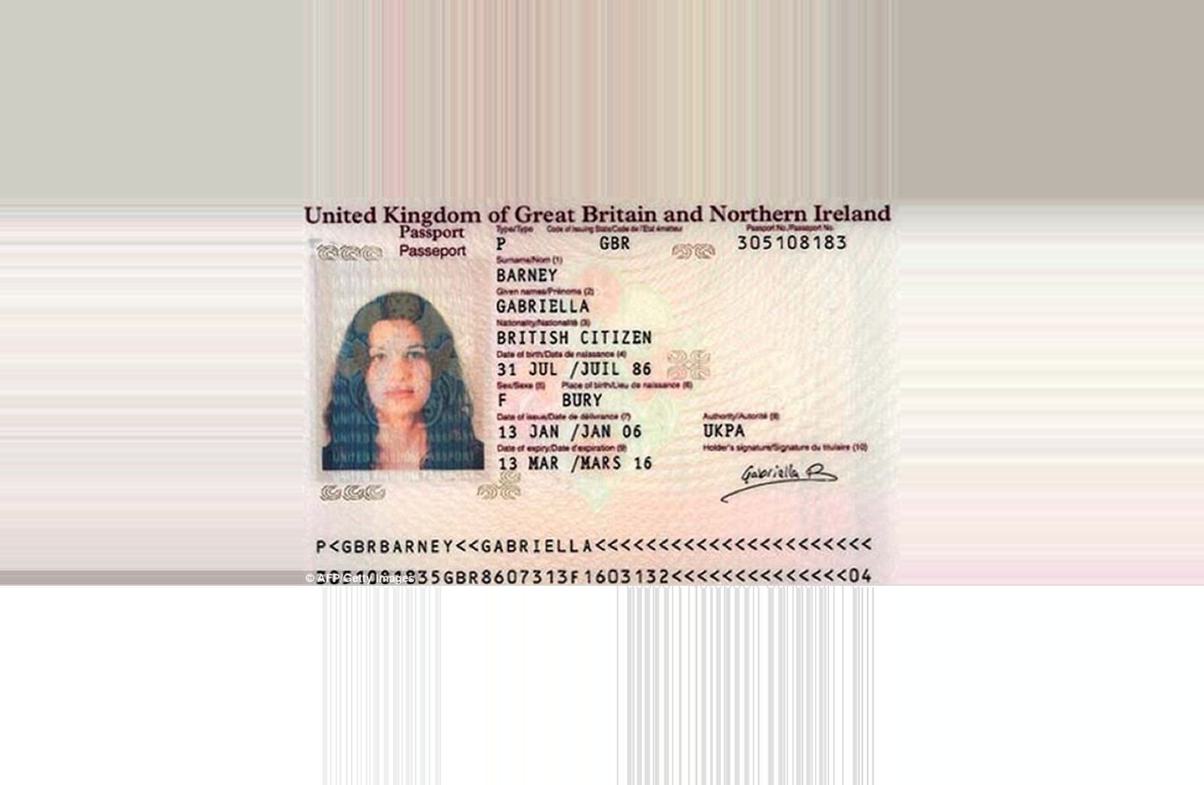 United Kingdom of Great Britain and Northern Ireland
Passport
Passeport
Type/Type Code of issuing State/Code de l'Etat émetteur Passport No./Passeport No.
P GBR 305108183
Surname/Nom (1)
BARNEY
Given names/Prénoms (2)
GABRIELLA
Nationality/Nationalité (3)
BRITISH CITIZEN
Date of birth/Date de naissance (4)
31 JUL /JUIL 86
Sex/Sexe (5) Place of birth/Lieu de naissance (6)
F BURY
Date of issue/Date de délivrance (7) Authority/Autorité (8)
13 JAN /JAN 06 UKPA
Date of expiry/Date d'expiration (9) Holder's signature/Signature du titulaire (10)
13 MAR /MARS 16
Gabriella B
P<GBRBARNEY<<GABRIELLA<<<<<<<<<<<<<<<<<<<<<<
3051081835GBR8607313F1603132<<<<<<<<<<<<<<04
© AFP Getty Images